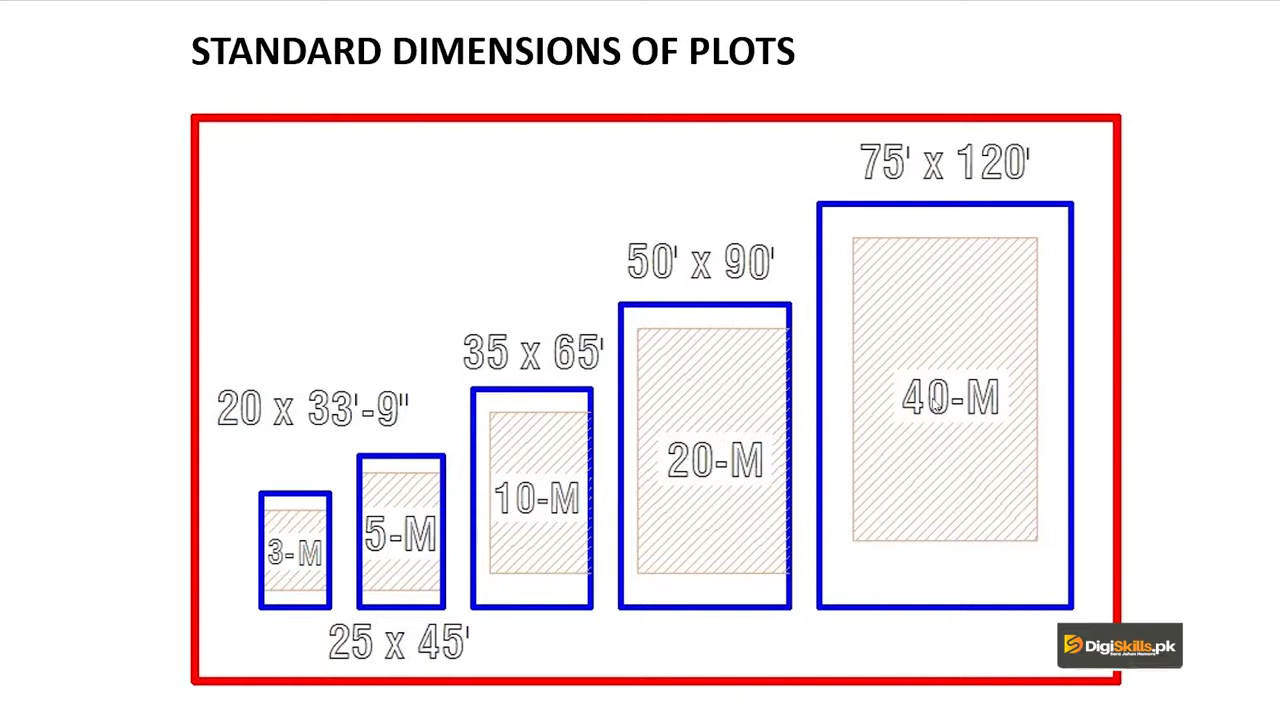 STANDARD DIMENSIONS OF PLOTS
75' x 120'
50' x 90'
35 x 65'
20 x 33'-9"
40-M
20-M
10-M
5-M
3-M
25 x 45'
DigiSkills.pk